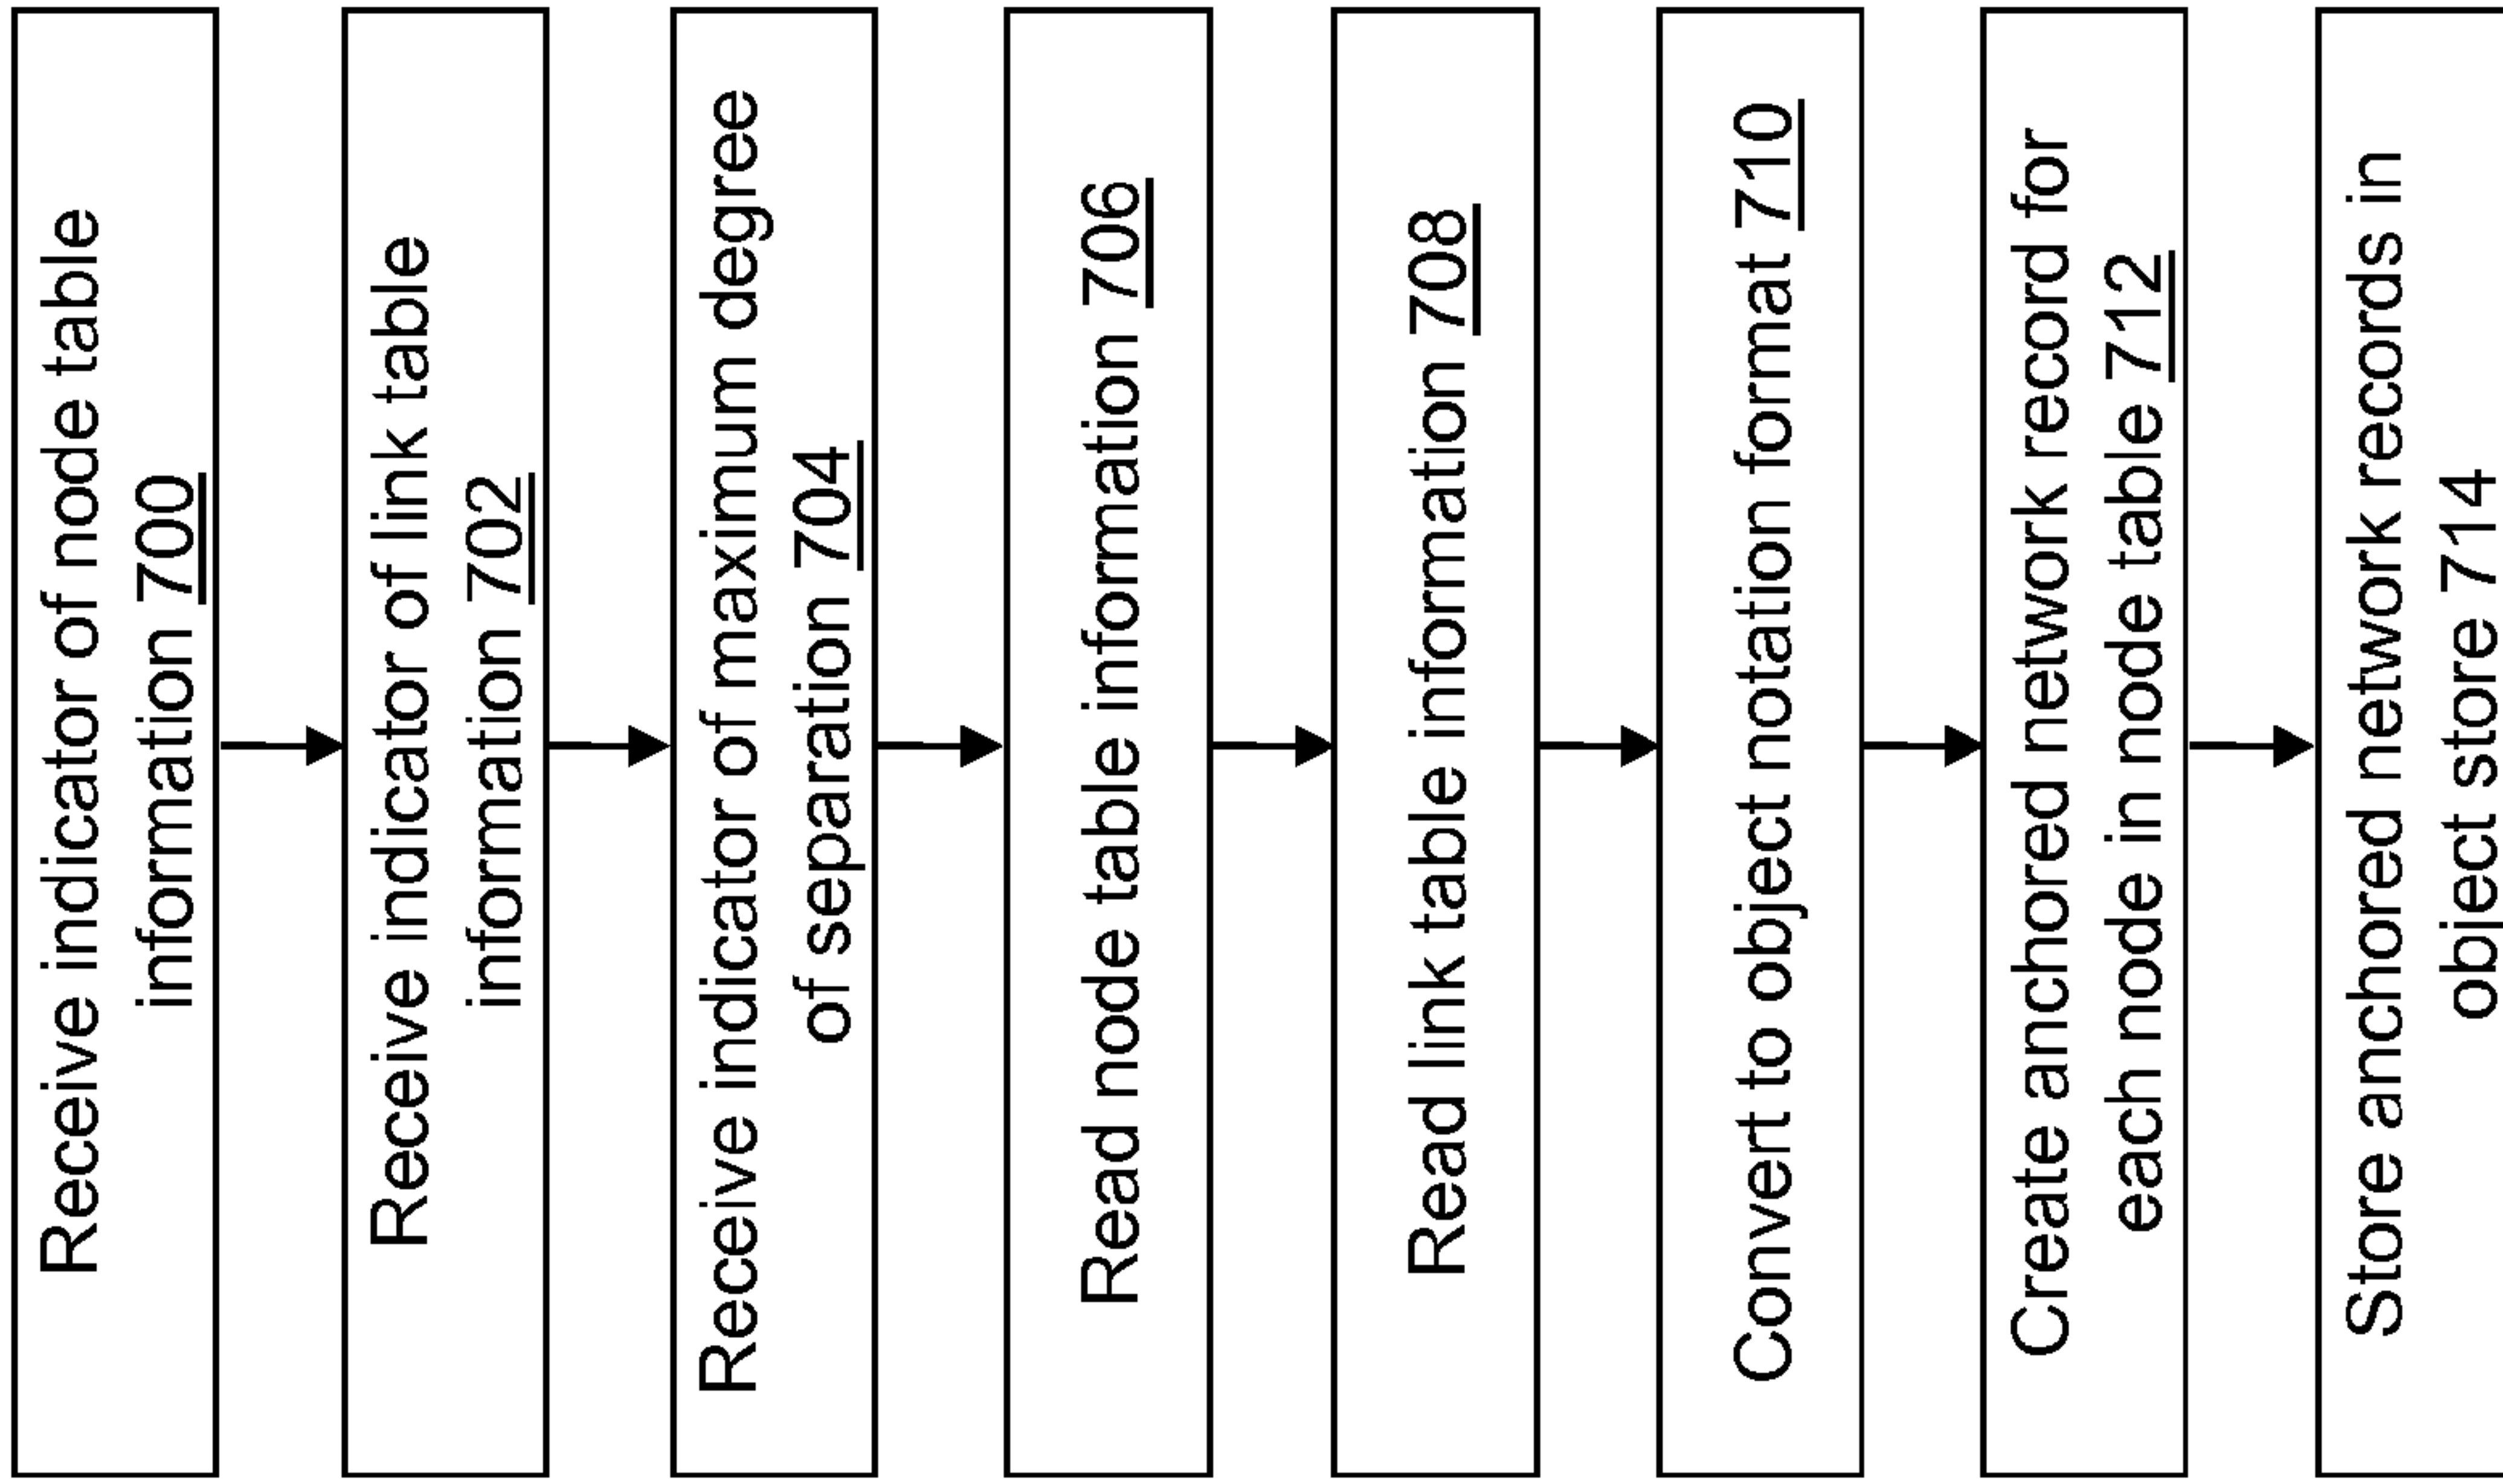 Receive indicator of node table
information 700
Receive indicator of link table
information 702
Receive indicator of maximum degree
of separation 704
Read node table information 706
Read link table information 708
Convert to object notation format 710
Create anchored network record for
each node in node table 712
Store anchored network records in
object store 714